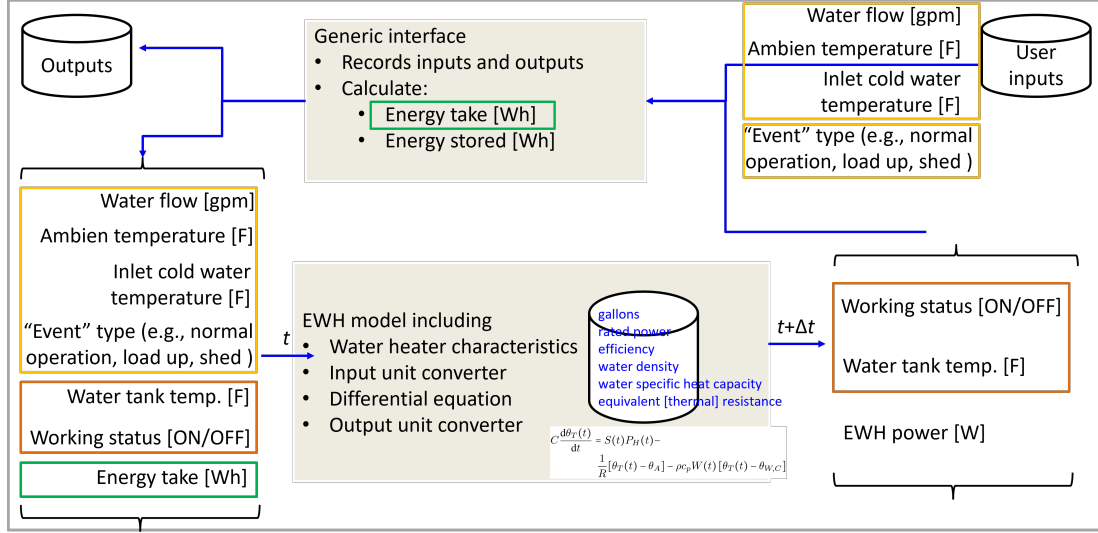 Outputs
Generic interface
• Records inputs and outputs
• Calculate:
• Energy take [Wh]
• Energy stored [Wh]
Water flow [gpm]
Ambien temperature [F]
Inlet cold water
temperature [F]
“Event” type (e.g., normal
operation, load up, shed )
User
inputs
Water flow [gpm]
Ambien temperature [F]
Inlet cold water
temperature [F]
“Event” type (e.g., normal
operation, load up, shed )
Water tank temp. [F]
Working status [ON/OFF]
Energy take [Wh]
t
EWH model including
• Water heater characteristics
• Input unit converter
• Differential equation
• Output unit converter
gallons
rated power
efficiency
water density
water specific heat capacity
equivalent [thermal] resistance
C dθ_T(t)/dt = S(t)P_H(t)−
1/R [θ_T(t) − θ_A] − ρc_pW(t) [θ_T(t) − θ_{W,C}]
t+Δt
Working status [ON/OFF]
Water tank temp. [F]
EWH power [W]